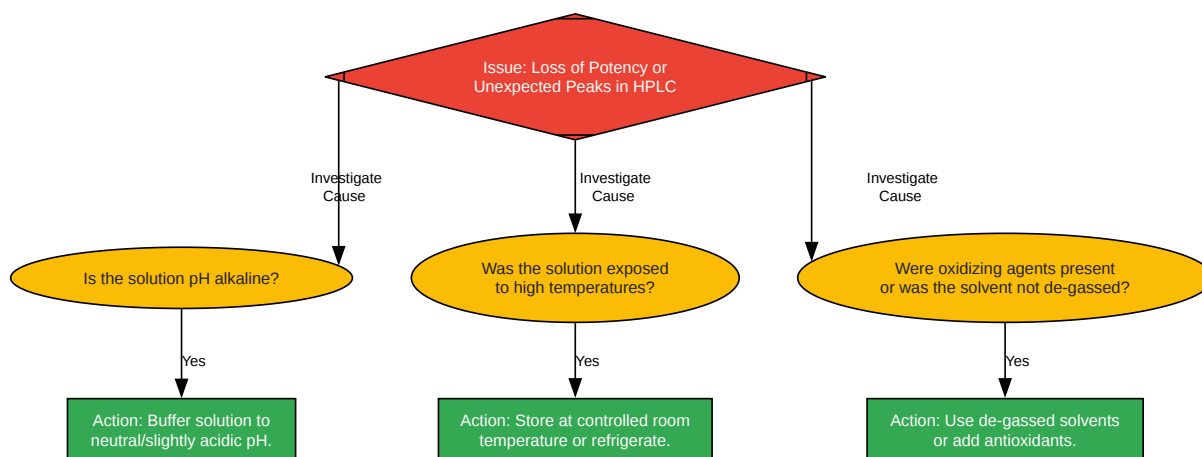 Issue: Loss of Potency or
Unexpected Peaks in HPLC
Investigate
Cause
Investigate
Cause
Investigate
Cause
Is the solution pH alkaline?
Was the solution exposed
to high temperatures?
Were oxidizing agents present
or was the solvent not de-gassed?
Yes
Yes
Yes
Action: Buffer solution to
neutral/slightly acidic pH.
Action: Store at controlled room
temperature or refrigerate.
Action: Use de-gassed solvents
or add antioxidants.